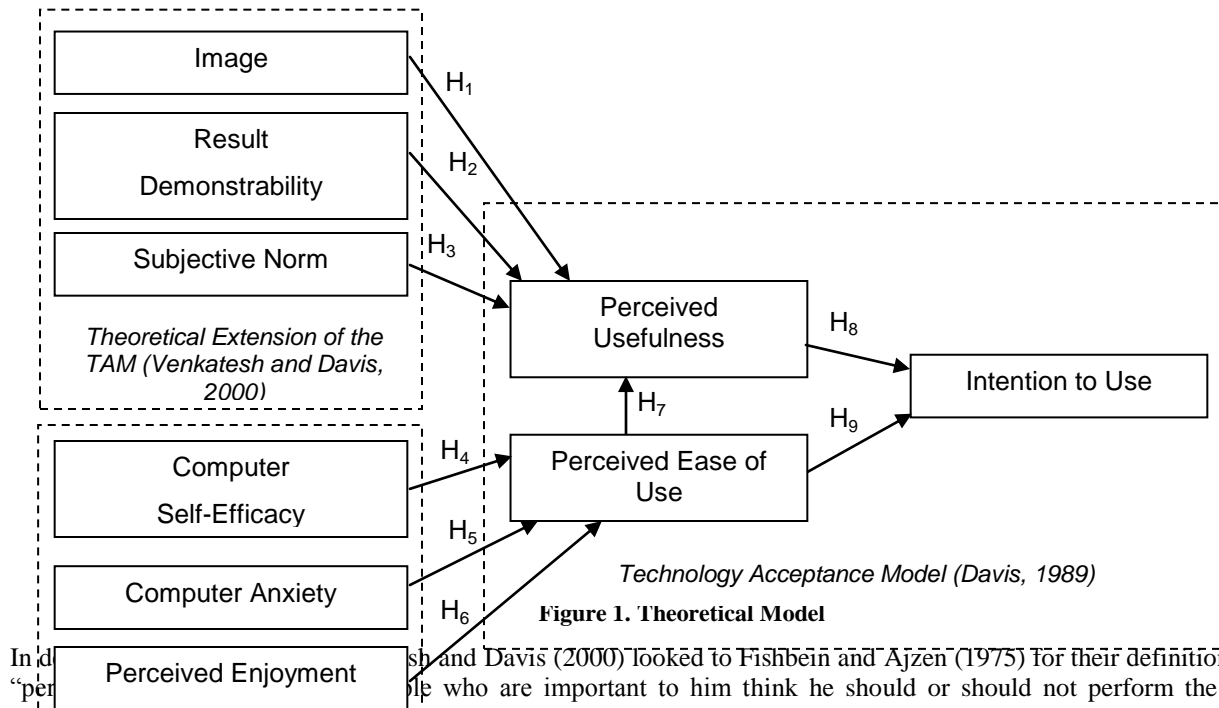 Image
H1
Result
Demonstrability
H2
Subjective Norm
H3
Theoretical Extension of the
TAM (Venkatesh and Davis,
2000)
Perceived
Usefulness
H8
Intention to Use
H7
H9
Computer
Self-Efficacy
H4
Perceived Ease of
Use
H5
Computer Anxiety
Technology Acceptance Model (Davis, 1989)
H6
Figure 1. Theoretical Model
Perceived Enjoyment
In and Davis (2000) looked to Fishbein and Ajzen (1975) for their definition
who are important to him think he should or should not perform the